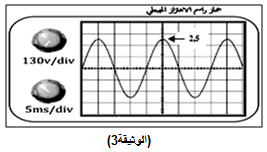 جهاز راسم الاهتزاز المهبطي
2,5
130v/div
5ms/div
(الوثيقة3)